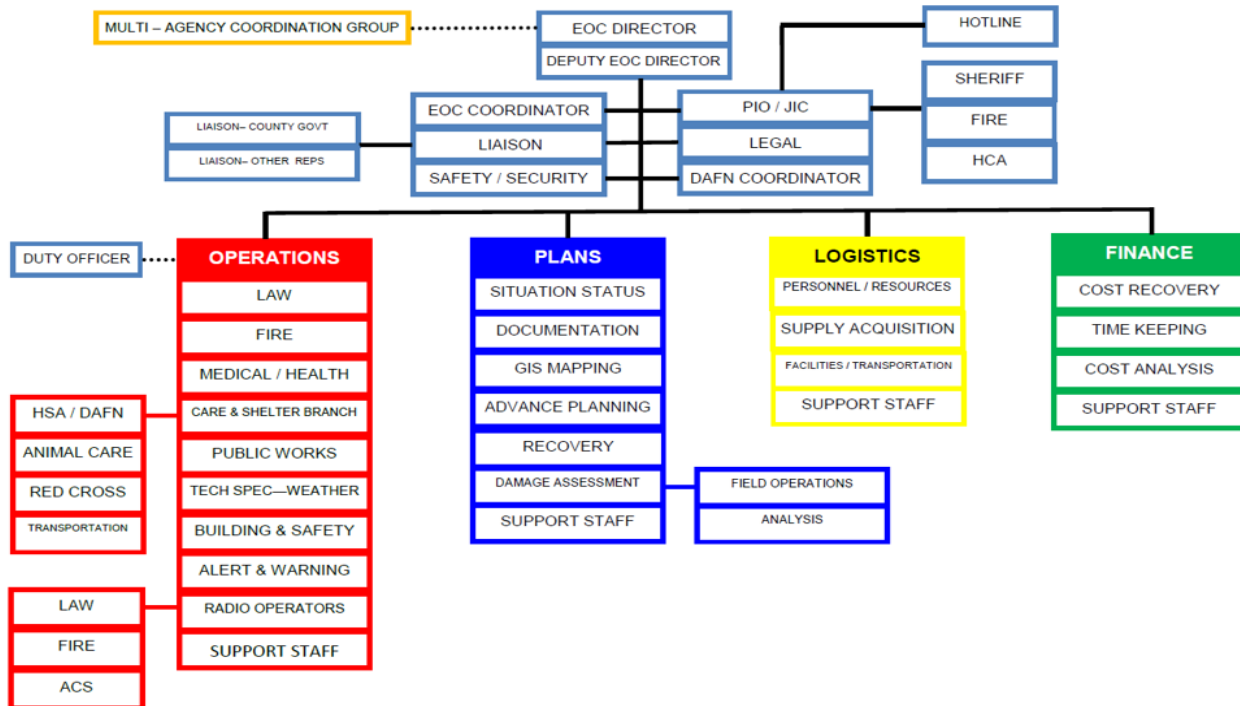 MULTI – AGENCY COORDINATION GROUP
EOC DIRECTOR
DEPUTY EOC DIRECTOR
HOTLINE
EOC COORDINATOR
PIO / JIC
SHERIFF
FIRE
HCA
LIAISON– COUNTY GOVT
LIAISON– OTHER REPS
LIAISON
LEGAL
SAFETY / SECURITY
DAFN COORDINATOR
DUTY OFFICER
OPERATIONS
LAW
FIRE
MEDICAL / HEALTH
CARE & SHELTER BRANCH
PUBLIC WORKS
TECH SPEC—WEATHER
BUILDING & SAFETY
ALERT & WARNING
RADIO OPERATORS
SUPPORT STAFF
HSA / DAFN
ANIMAL CARE
RED CROSS
TRANSPORTATION
LAW
FIRE
ACS
PLANS
SITUATION STATUS
DOCUMENTATION
GIS MAPPING
ADVANCE PLANNING
RECOVERY
DAMAGE ASSESSMENT
SUPPORT STAFF
FIELD OPERATIONS
ANALYSIS
LOGISTICS
PERSONNEL / RESOURCES
SUPPLY ACQUISITION
FACILITIES / TRANSPORTATION
SUPPORT STAFF
FINANCE
COST RECOVERY
TIME KEEPING
COST ANALYSIS
SUPPORT STAFF